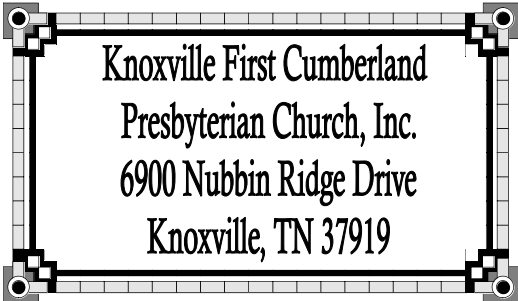 Knoxville First Cumberland
Presbyterian Church, Inc.
6900 Nubbin Ridge Drive
Knoxville, TN 37919